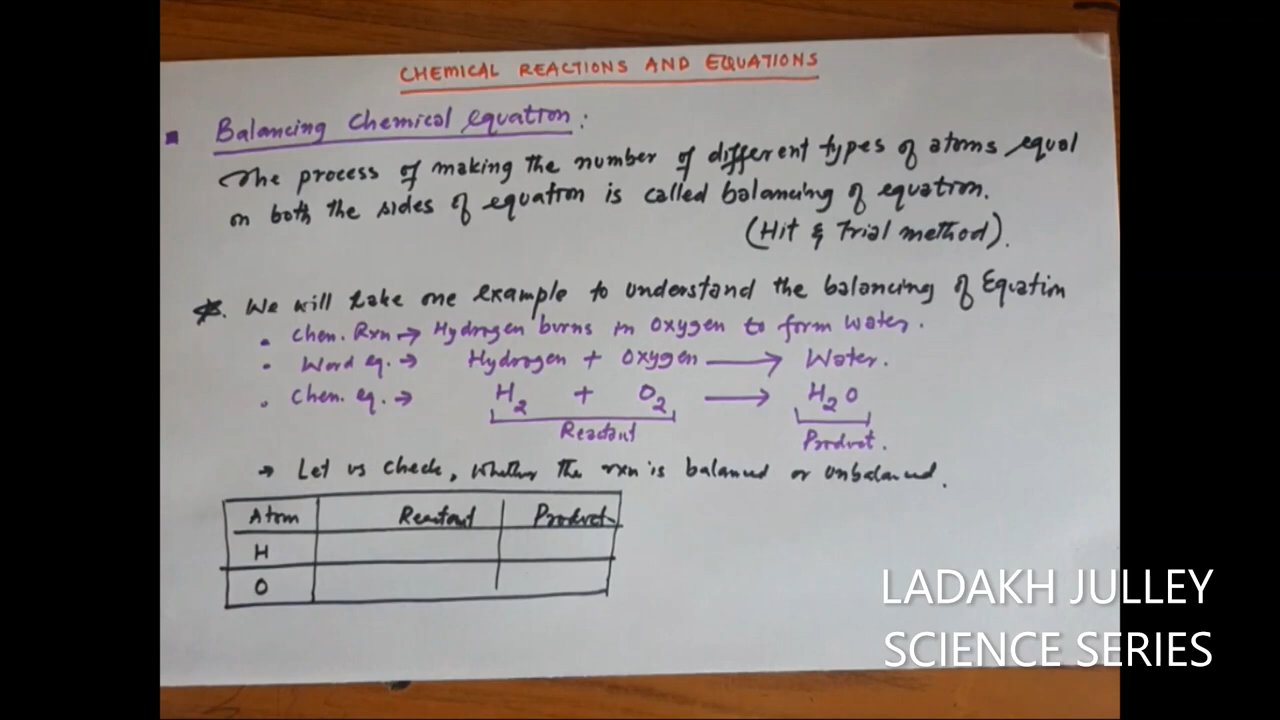 CHEMICAL REACTIONS AND EQUATIONS
Balancing Chemical equation:
The process of making the number of different types of atoms equal
on both the sides of equation is called balancing of equation.
(Hit & Trial method).
We will take one example to understand the balancing of Equation
Chem. Rxn → Hydrogen burns in oxygen to form water.
Word eq. → Hydrogen + Oxygen → Water.
Chem. eq. → H₂ + O₂ → H₂O
Reactant Product.
→ Let us check, whether the rxn is balanced or unbalanced.
Atom Reactant Product
H
O
LADAKH JULLEY
SCIENCE SERIES